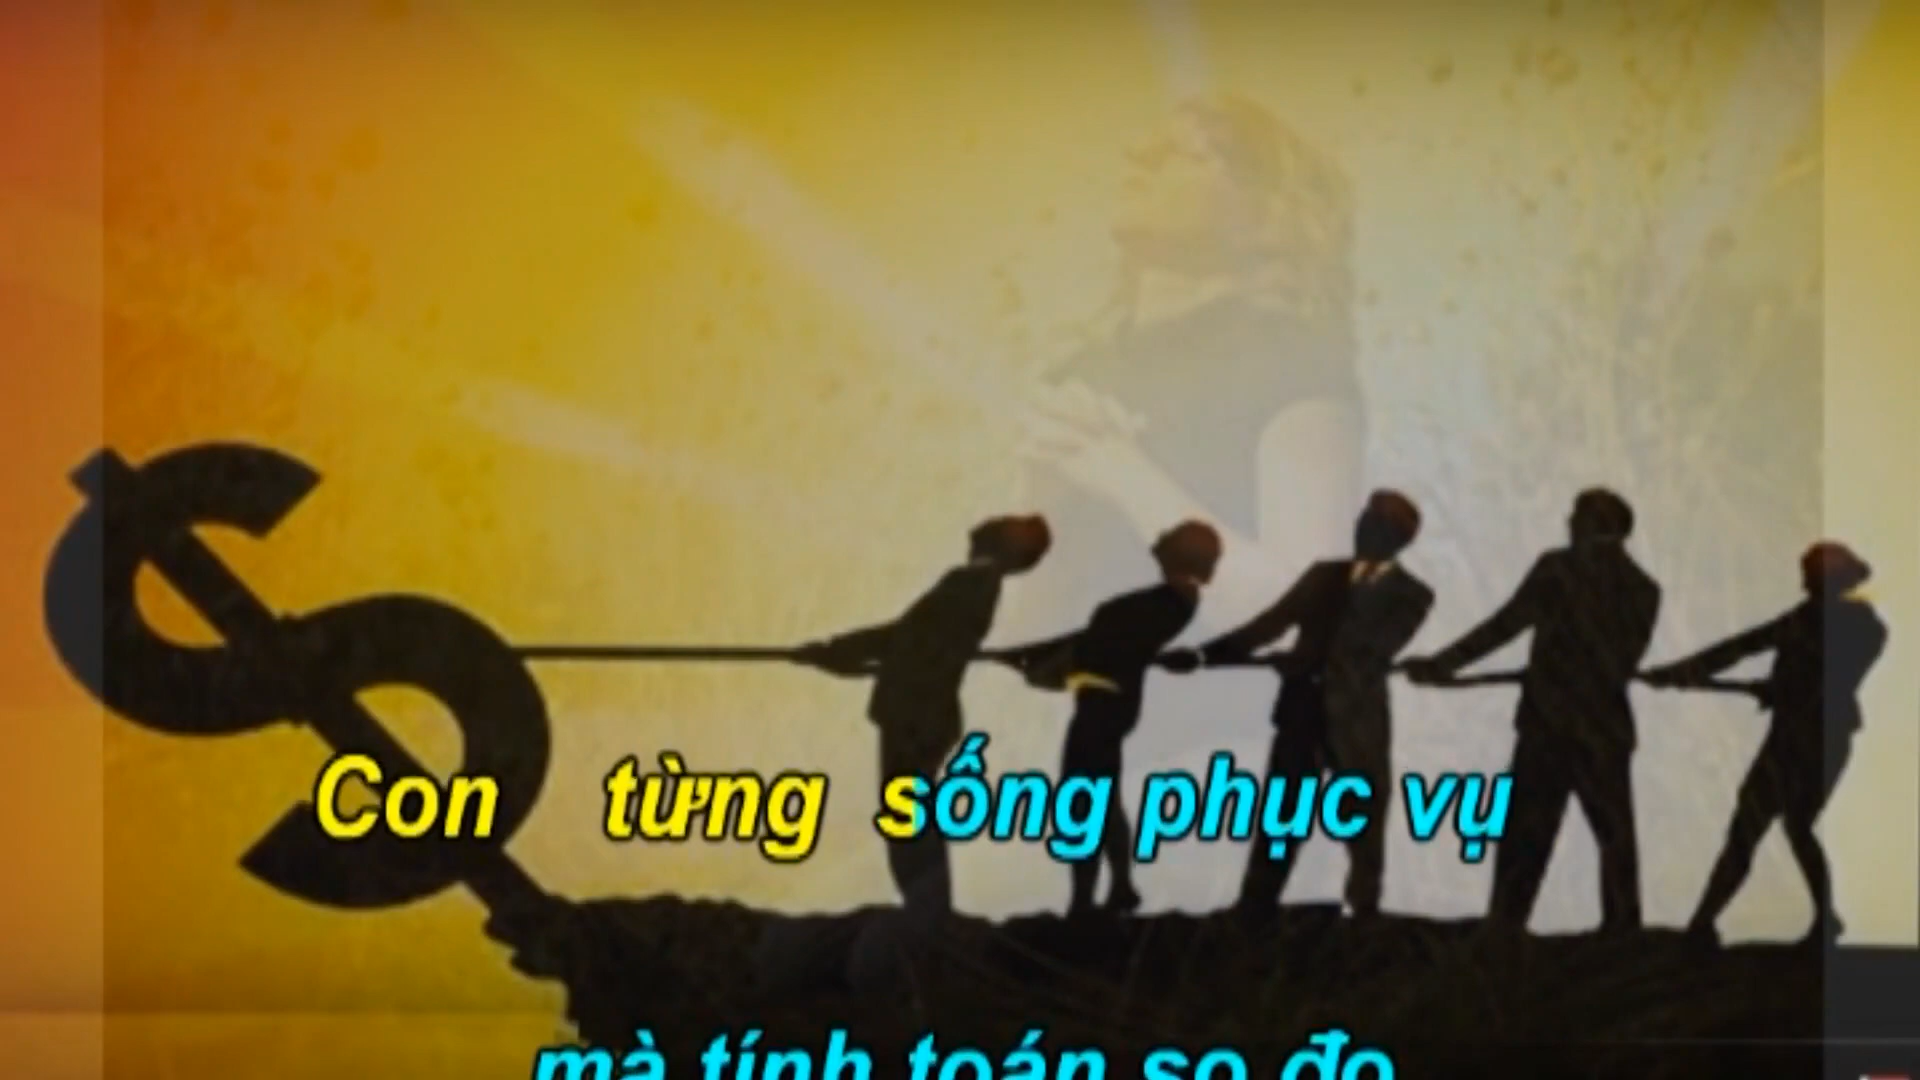 Con từng sống phục vụ
mà tính toán so đo